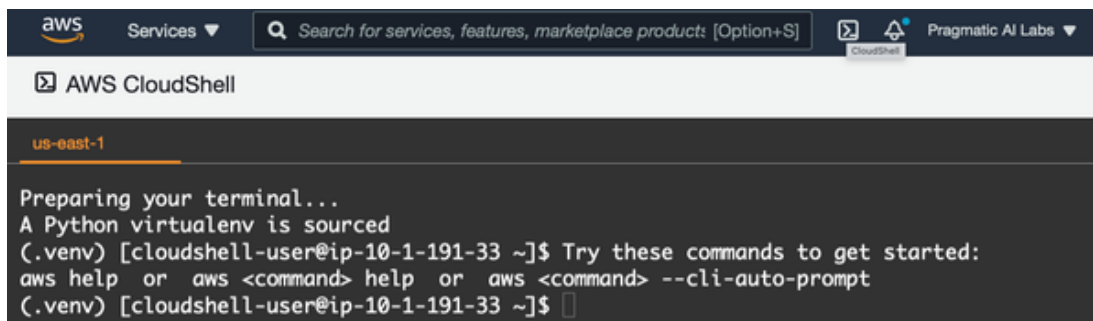 aws Services ▼ Search for services, features, marketplace products [Option+S] Pragmatic AI Labs ▼
CloudShell
AWS CloudShell
us-east-1
Preparing your terminal...
A Python virtualenv is sourced
(.venv) [cloudshell-user@ip-10-1-191-33 ~]$ Try these commands to get started:
aws help or aws <command> help or aws <command> --cli-auto-prompt
(.venv) [cloudshell-user@ip-10-1-191-33 ~]$